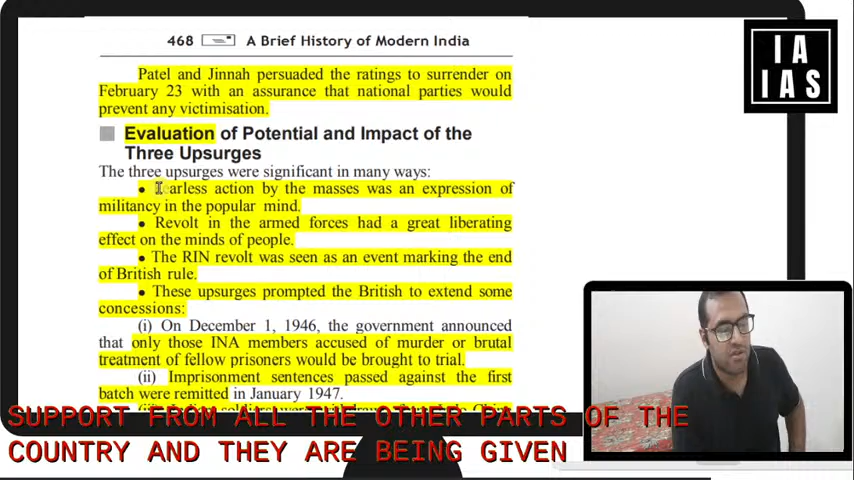 468 A Brief History of Modern India
IA
IAS
Patel and Jinnah persuaded the ratings to surrender on
February 23 with an assurance that national parties would
prevent any victimisation.
Evaluation of Potential and Impact of the
Three Upsurges
The three upsurges were significant in many ways:
• Fearless action by the masses was an expression of
militancy in the popular mind.
• Revolt in the armed forces had a great liberating
effect on the minds of people.
• The RIN revolt was seen as an event marking the end
of British rule.
• These upsurges prompted the British to extend some
concessions:
(i) On December 1, 1946, the government announced
that only those INA members accused of murder or brutal
treatment of fellow prisoners would be brought to trial.
(ii) Imprisonment sentences passed against the first
batch were remitted in January 1947.
SUPPORT FROM ALL THE OTHER PARTS OF THE
COUNTRY AND THEY ARE BEING GIVEN